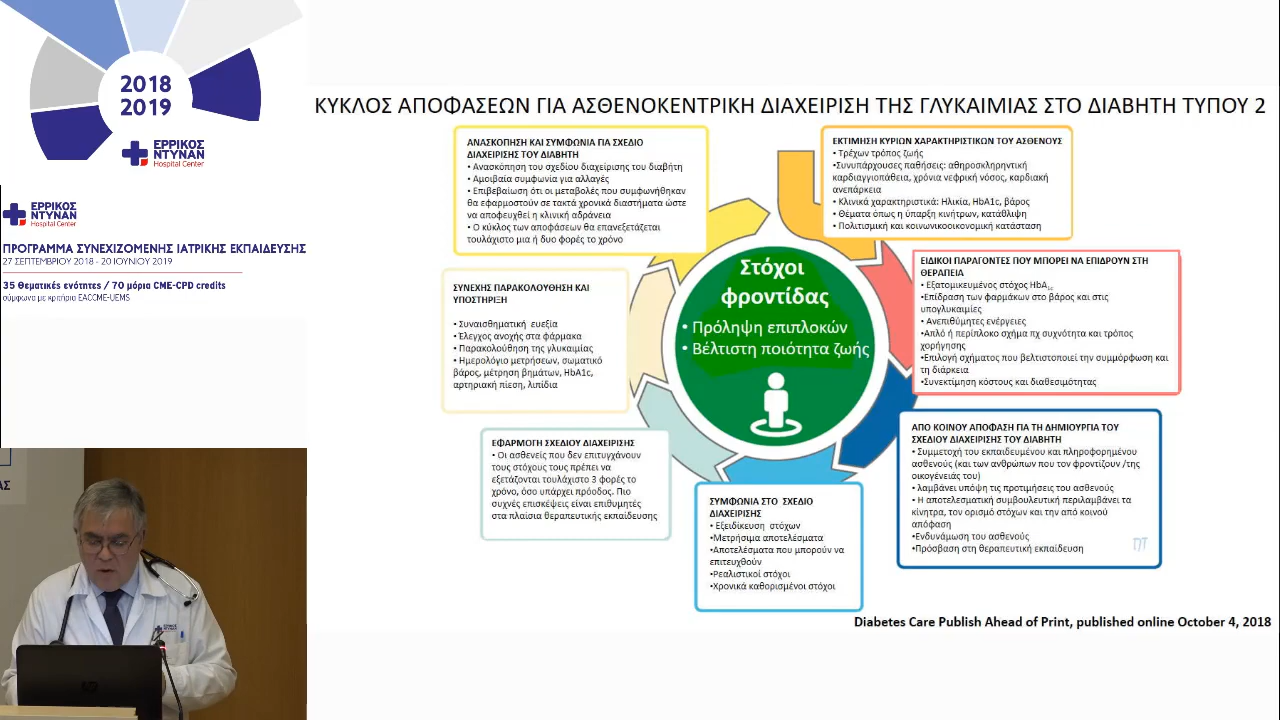 2018
2019
ΕΡΡΙΚΟΣ
ΝΤΥΝΑΝ
Hospital Center
ΕΡΡΙΚΟΣ
ΝΤΥΝΑΝ
Hospital Center
ΠΡΟΓΡΑΜΜΑ ΣΥΝΕΧΙΖΟΜΕΝΗΣ ΙΑΤΡΙΚΗΣ ΕΚΠΑΙΔΕΥΣΗΣ
27 ΣΕΠΤΕΜΒΡΙΟΥ 2018 - 20 ΙΟΥΝΙΟΥ 2019
35 Θεματικές ενότητες / 70 μόρια CME-CPD credits
σύμφωνα με κριτήρια EACCME-UEMS
ΚΥΚΛΟΣ ΑΠΟΦΑΣΕΩΝ ΓΙΑ ΑΣΘΕΝΟΚΕΝΤΡΙΚΗ ΔΙΑΧΕΙΡΙΣΗ ΤΗΣ ΓΛΥΚΑΙΜΙΑΣ ΣΤΟ ΔΙΑΒΗΤΗ ΤΥΠΟΥ 2
ΑΝΑΣΚΟΠΗΣΗ ΚΑΙ ΣΥΜΦΩΝΙΑ ΓΙΑ ΣΧΕΔΙΟ
ΔΙΑΧΕΙΡΙΣΗΣ ΤΟΥ ΔΙΑΒΗΤΗ
• Ανασκόπηση του σχεδίου διαχείρισης του διαβήτη
• Αμοιβαία συμφωνία για αλλαγές
• Επιβεβαίωση ότι οι μεταβολές που συμφωνήθηκαν
θα εφαρμοστούν σε τακτά χρονικά διαστήματα ώστε
να αποφευχθεί η κλινική αδράνεια
• Ο κύκλος των αποφάσεων θα επανεξετάζεται
τουλάχιστο μια ή δυο φορές το χρόνο
ΕΚΤΙΜΗΣΗ ΚΥΡΙΩΝ ΧΑΡΑΚΤΗΡΙΣΤΙΚΩΝ ΤΟΥ ΑΣΘΕΝΟΥΣ
• Τρέχων τρόπος ζωής
•Συνυπάρχουσες παθήσεις: αθηροσκληρηντική
καρδιαγγιοπάθεια, χρόνια νεφρική νόσος, καρδιακή
ανεπάρκεια
• Κλινικά χαρακτηριστικά: Ηλικία, HbA1c, βάρος
• Θέματα όπως η ύπαρξη κινήτρων, κατάθλιψη
• Πολιτισμική και κοινωνικοοικονομική κατάσταση
ΕΙΔΙΚΟΙ ΠΑΡΑΓΟΝΤΕΣ ΠΟΥ ΜΠΟΡΕΙ ΝΑ ΕΠΙΔΡΟΥΝ ΣΤΗ
ΘΕΡΑΠΕΙΑ
• Εξατομικευμένος στόχος HbA1c
•Επίδραση των φαρμάκων στο βάρος και στις
υπογλυκαιμίες
• Ανεπιθύμητες ενέργειες
•Απλό ή περίπλοκο σχήμα πχ συχνότητα και τρόπος
χορήγησης
•Επιλογή σχήματος που βελτιστοποιεί την συμμόρφωση και
τη διάρκεια
•Συνεκτίμηση κόστους και διαθεσιμότητας
Στόχοι
φροντίδας
• Πρόληψη επιπλοκών
• Βέλτιστη ποιότητα ζωής
ΣΥΝΕΧΗΣ ΠΑΡΑΚΟΛΟΥΘΗΣΗ ΚΑΙ
ΥΠΟΣΤΗΡΙΞΗ
• Συναισθηματική ευεξία
• Έλεγχος ανοχής στα φάρμακα
• Παρακολούθηση της γλυκαιμίας
• Ημερολόγιο μετρήσεων, σωματικό
βάρος, μέτρηση βημάτων, HbA1c,
αρτηριακή πίεση, λιπίδια
ΑΠΟ ΚΟΙΝΟΥ ΑΠΟΦΑΣΗ ΓΙΑ ΤΗ ΔΗΜΙΟΥΡΓΙΑ ΤΟΥ
ΣΧΕΔΙΟΥ ΔΙΑΧΕΙΡΙΣΗΣ ΤΟΥ ΔΙΑΒΗΤΗ
• Συμμετοχή του εκπαιδευμένου και πληροφορημένου
ασθενούς (και των ανθρώπων που τον φροντίζουν /της
οικογένειάς του)
• λαμβάνει υπόψη τις προτιμήσεις του ασθενούς
• Η αποτελεσματική συμβουλευτική περιλαμβάνει τα
κίνητρα, τον ορισμό στόχων και την από κοινού
απόφαση
•Ενδυνάμωση του ασθενούς
•Πρόσβαση στη θεραπευτική εκπαίδευση
ΕΦΑΡΜΟΓΗ ΣΧΕΔΙΟΥ ΔΙΑΧΕΙΡΙΣΗΣ
• Οι ασθενείς που δεν επιτυγχάνουν
τους στόχους τους πρέπει να
εξετάζονται τουλάχιστο 3 φορές το
χρόνο, όσο υπάρχει πρόοδος. Πιο
συχνές επισκέψεις είναι επιθυμητές
στα πλαίσια θεραπευτικής εκπαίδευσης
ΣΥΜΦΩΝΙΑ ΣΤΟ ΣΧΕΔΙΟ
ΔΙΑΧΕΙΡΙΣΗΣ
• Εξειδίκευση στόχων
•Μετρήσιμα αποτελέσματα
•Αποτελέσματα που μπορούν να
επιτευχθούν
•Ρεαλιστικοί στόχοι
•Χρονικά καθορισμένοι στόχοι
Diabetes Care Publish Ahead of Print, published online October 4, 2018
ΑΣ